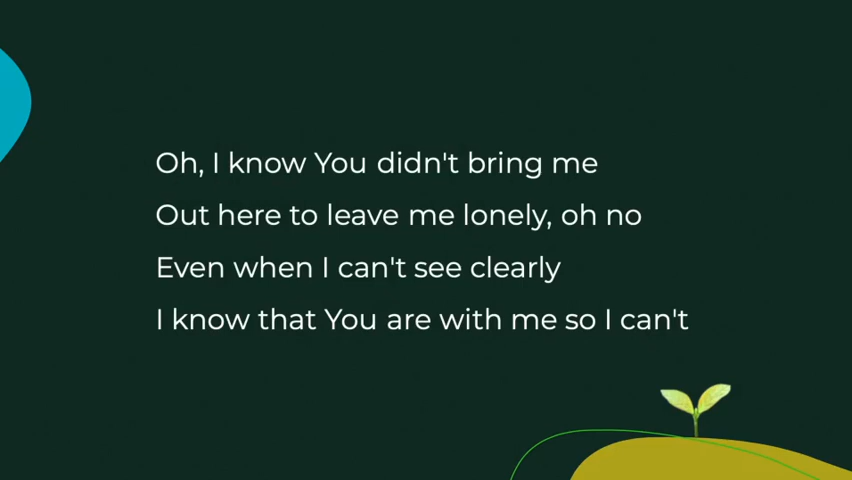 Oh, I know You didn't bring me
Out here to leave me lonely, oh no
Even when I can't see clearly
I know that You are with me so I can't